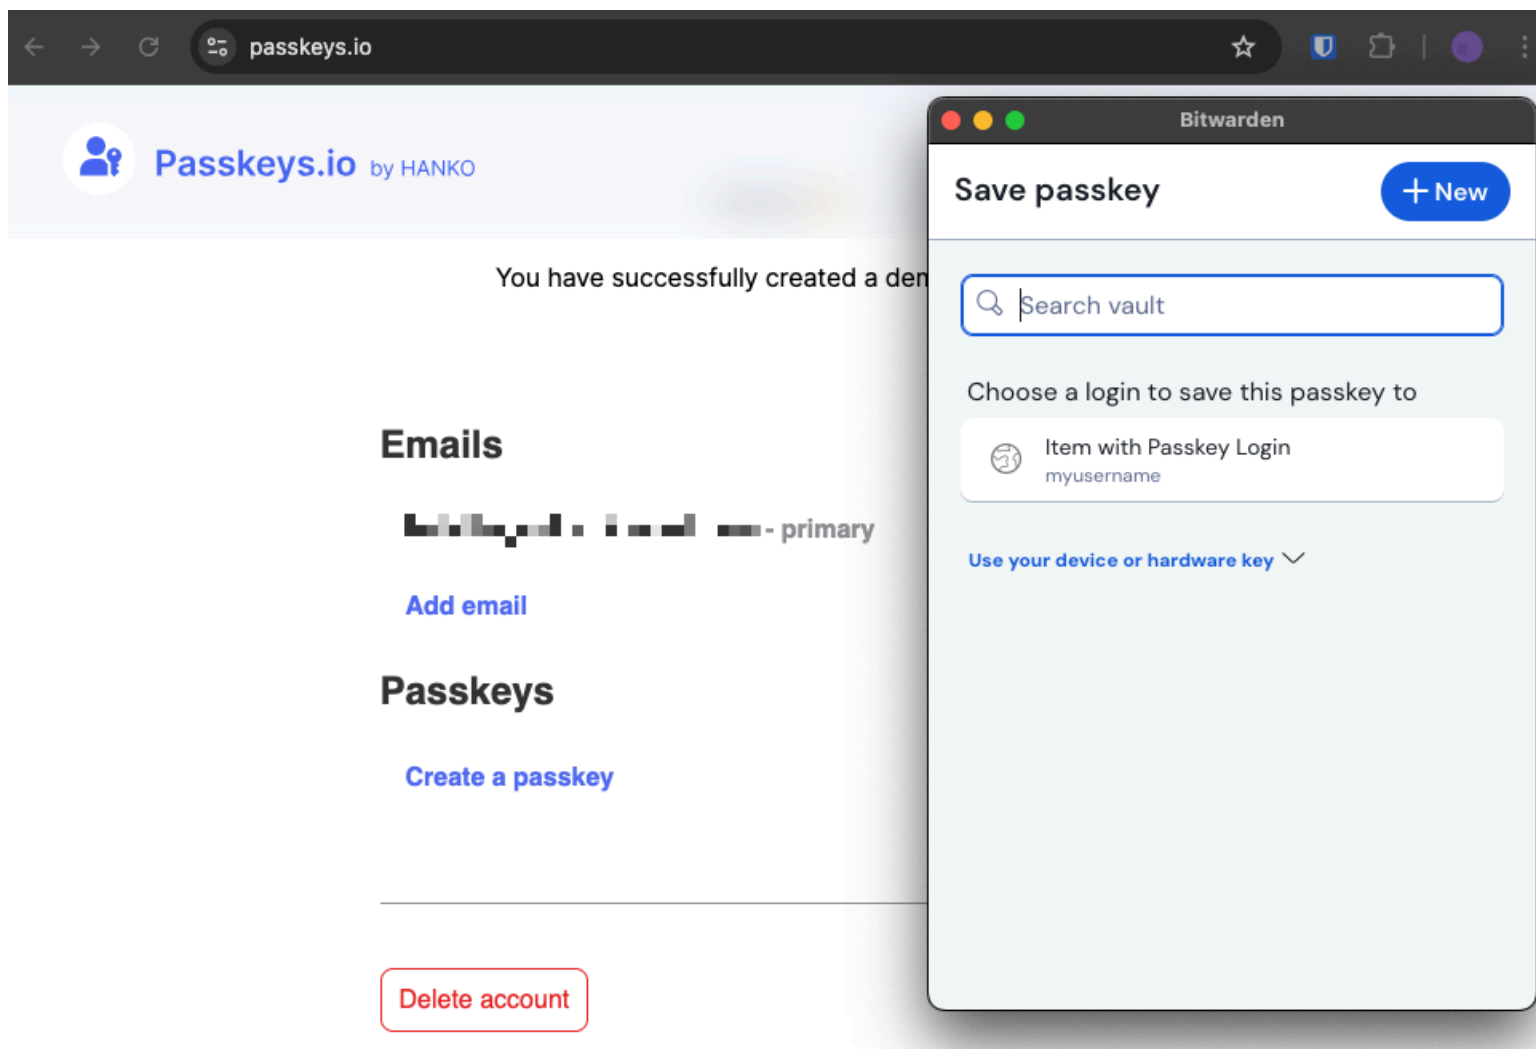 passkeys.io
Passkeys.io by HANKO
You have successfully created a den
Emails
- primary
Add email
Passkeys
Create a passkey
Delete account
Bitwarden
Save passkey
+ New
Search vault
Choose a login to save this passkey to
Item with Passkey Login
myusername
Use your device or hardware key